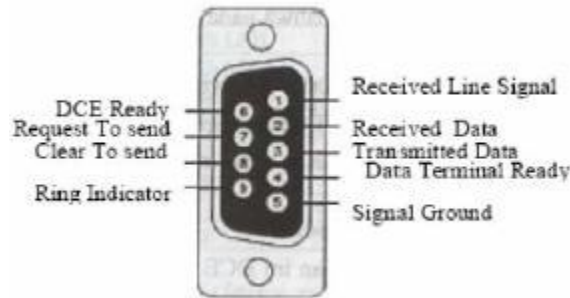 Received Line Signal
DCE Ready
Request To send
Clear To send
Ring Indicator
Received Data
Transmitted Data
Data Terminal Ready
Signal Ground
1
2
3
4
5
6
7
8
9